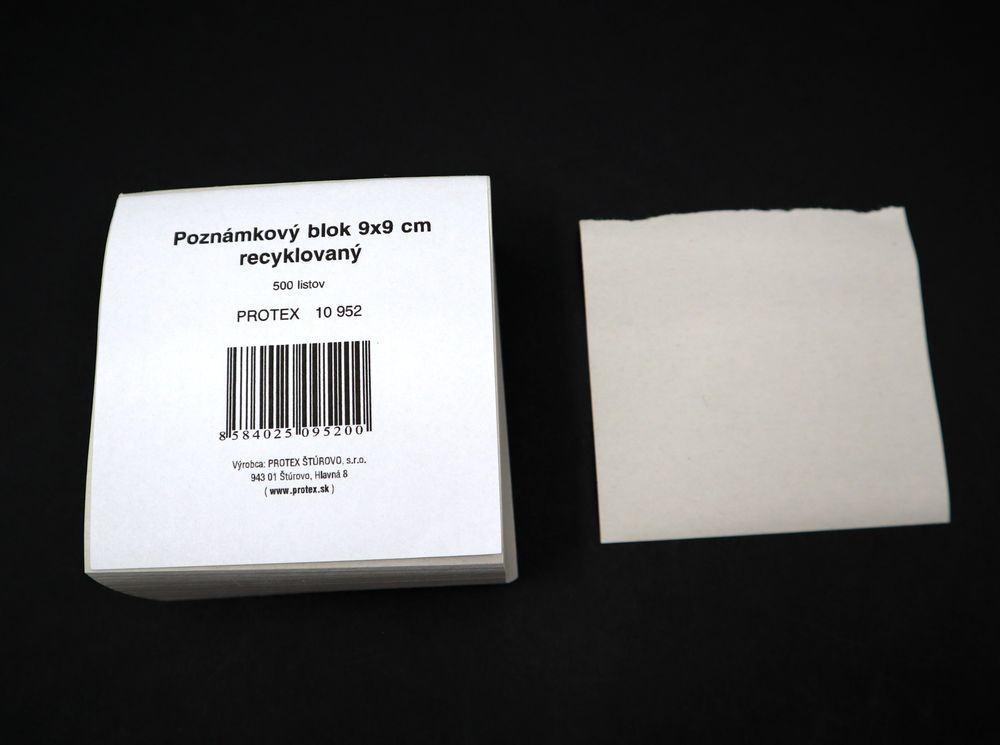 Poznámkový blok 9x9 cm
recyklovaný
500 listov
PROTEX 10 952
8 584025 095200
Výrobca: PROTEX ŠTÚROVO, s.r.o.
943 01 Štúrovo, Hlavná 8
( www.protex.sk )